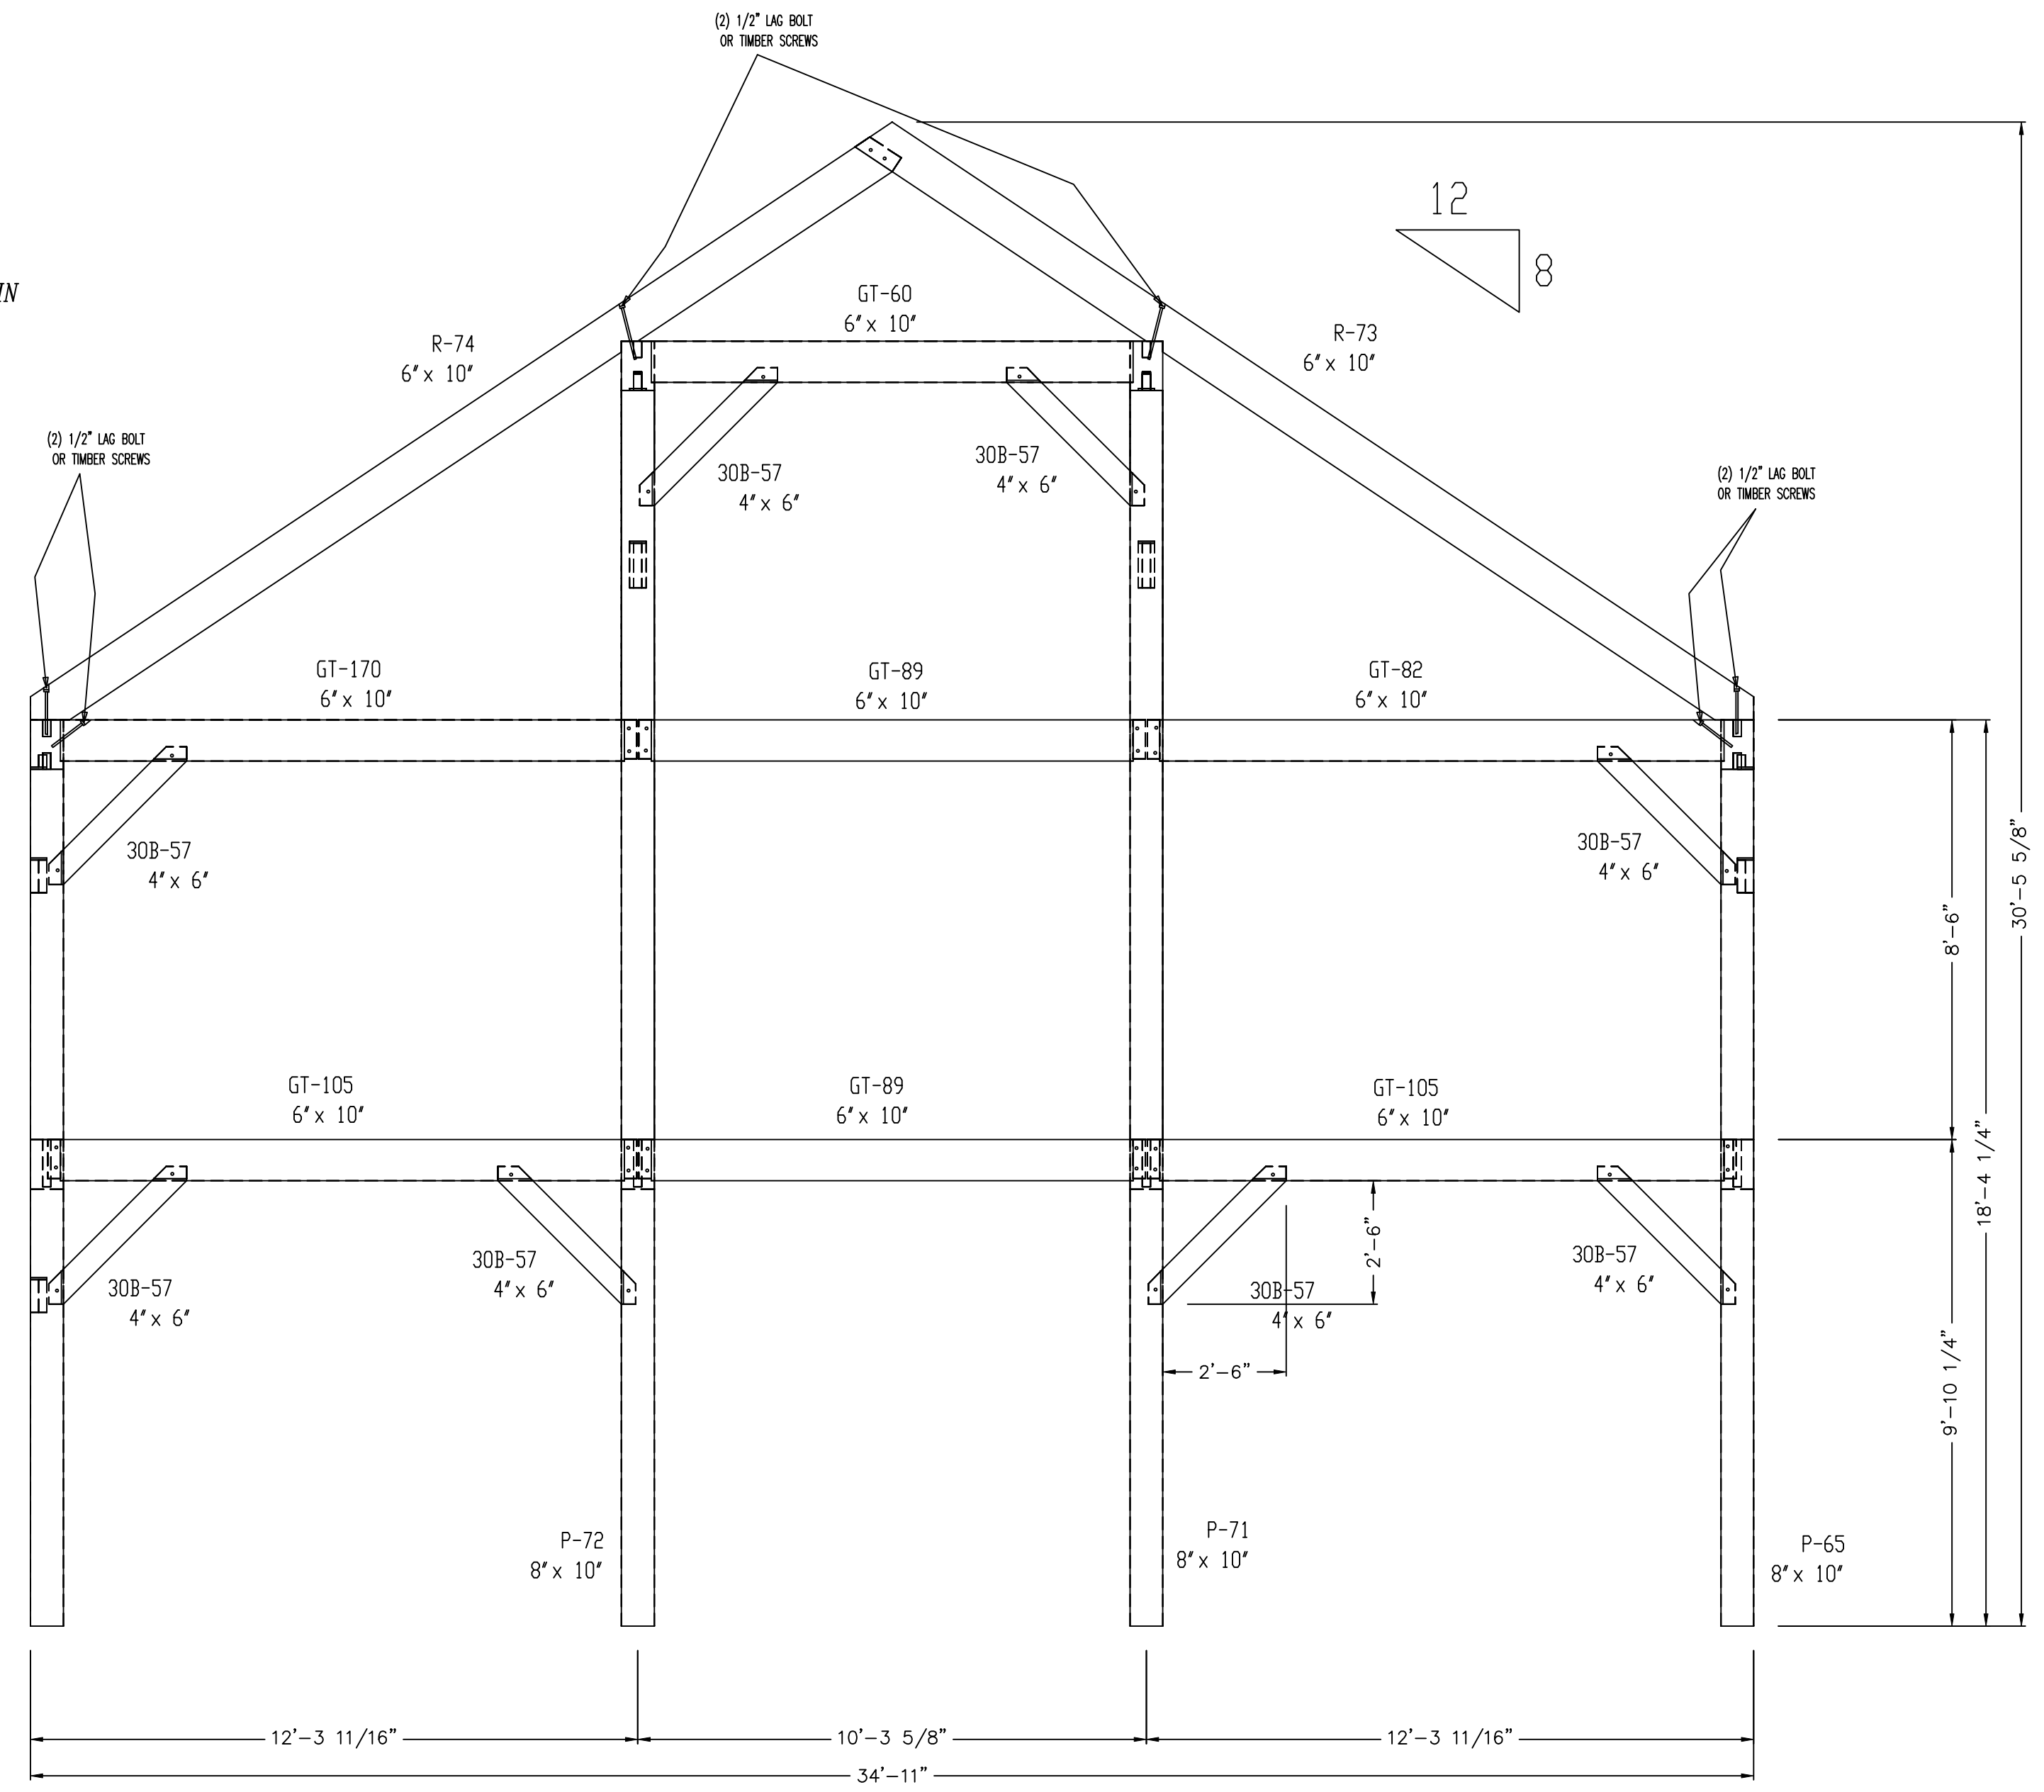 (2) 1/2" LAG BOLT
OR TIMBER SCREWS
12
8
IN
GT-60
6" x 10"
R-74
6" x 10"
R-73
6" x 10"
(2) 1/2" LAG BOLT
OR TIMBER SCREWS
30B-57
4" x 6"
30B-57
4" x 6"
(2) 1/2" LAG BOLT
OR TIMBER SCREWS
GT-170
6" x 10"
GT-89
6" x 10"
GT-82
6" x 10"
30B-57
4" x 6"
30B-57
4" x 6"
30'-5 5/8"
8'-6"
GT-105
6" x 10"
GT-89
6" x 10"
GT-105
6" x 10"
18'-4 1/4"
2'-6"
30B-57
4" x 6"
30B-57
4" x 6"
30B-57
4" x 6"
30B-57
4" x 6"
2'-6"
9'-10 1/4"
P-72
8" x 10"
P-71
8" x 10"
P-65
8" x 10"
12'-3 11/16"
10'-3 5/8"
12'-3 11/16"
34'-11"